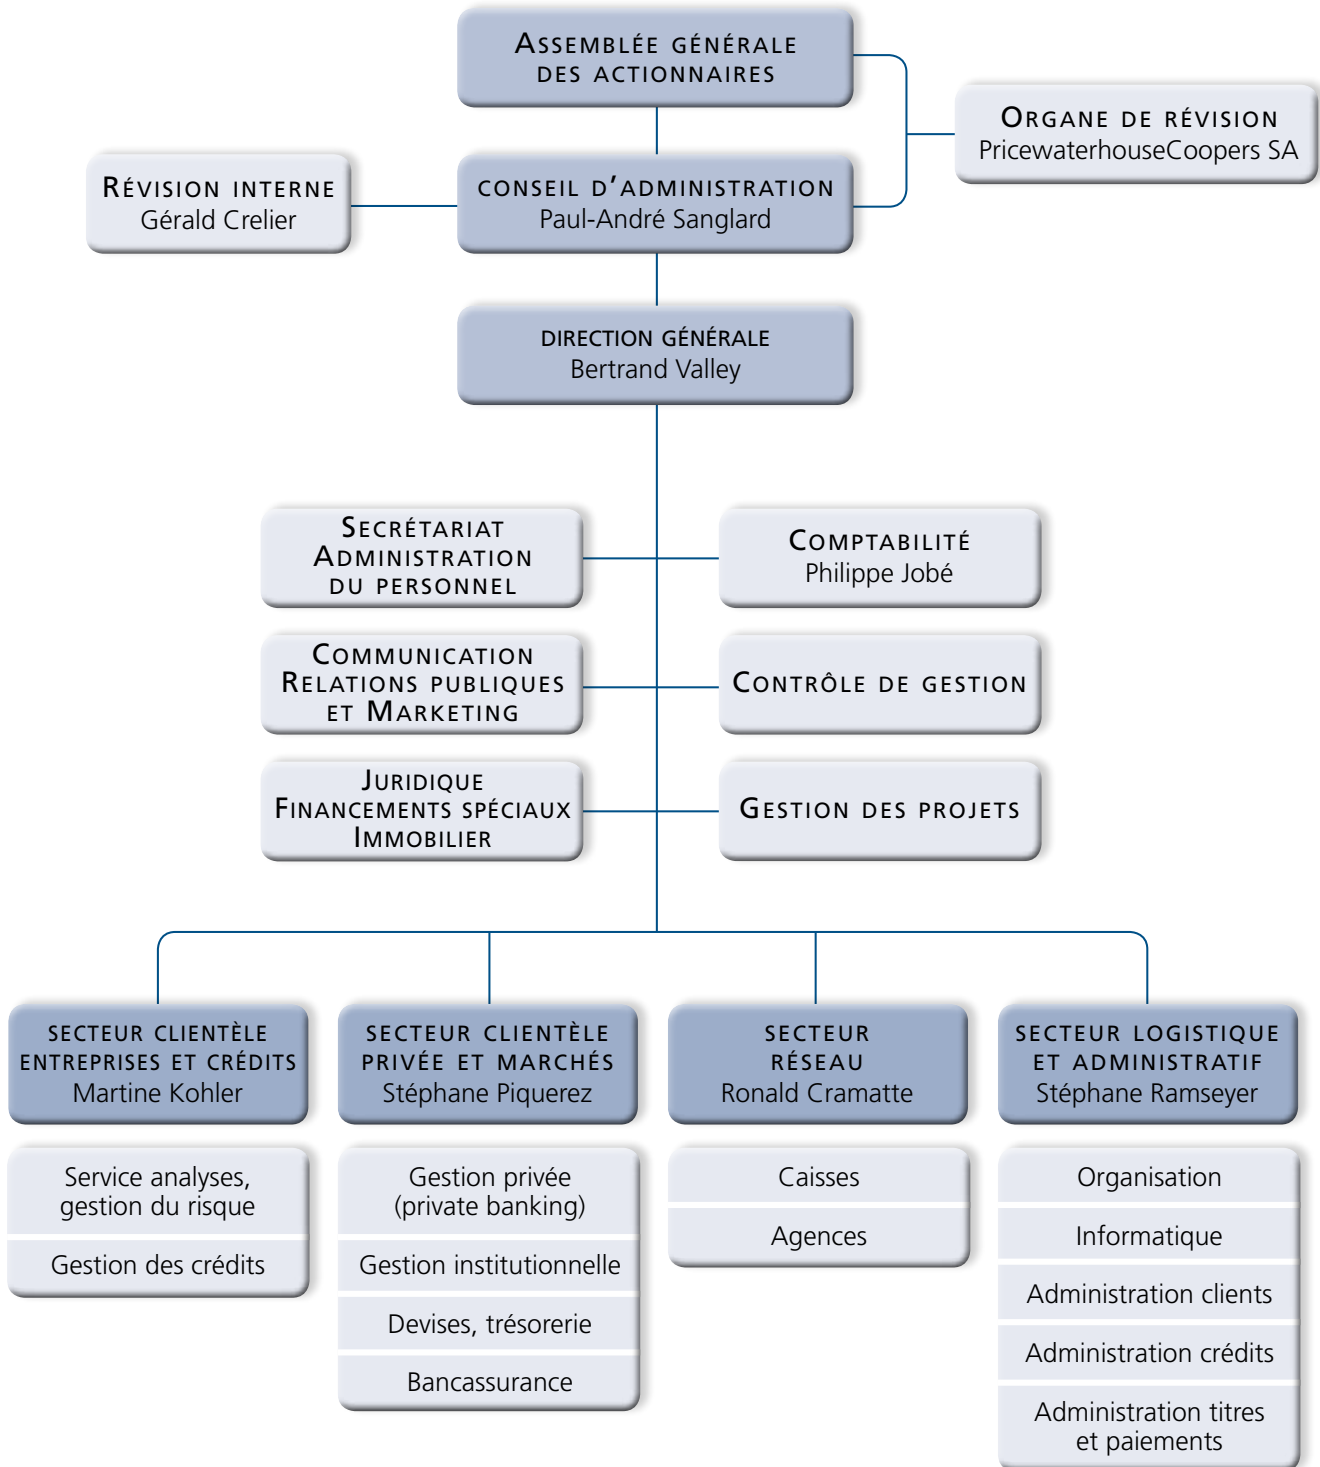 Assemblée générale
des actionnaires
Organe de révision
PricewaterhouseCoopers SA
Révision interne
Gérald Crelier
conseil d'administration
Paul-André Sanglard
direction générale
Bertrand Valley
Secrétariat
Administration
du personnel
Comptabilité
Philippe Jobé
Communication
Relations publiques
et Marketing
Contrôle de gestion
Juridique
Financements spéciaux
Immobilier
Gestion des projets
secteur clientèle
entreprises et crédits
Martine Kohler
Service analyses,
gestion du risque
Gestion des crédits
secteur clientèle
privée et marchés
Stéphane Piquerez
Gestion privée
(private banking)
Gestion institutionnelle
Devises, trésorerie
Bancassurance
secteur
réseau
Ronald Cramatte
Caisses
Agences
secteur logistique
et administratif
Stéphane Ramseyer
Organisation
Informatique
Administration clients
Administration crédits
Administration titres
et paiements